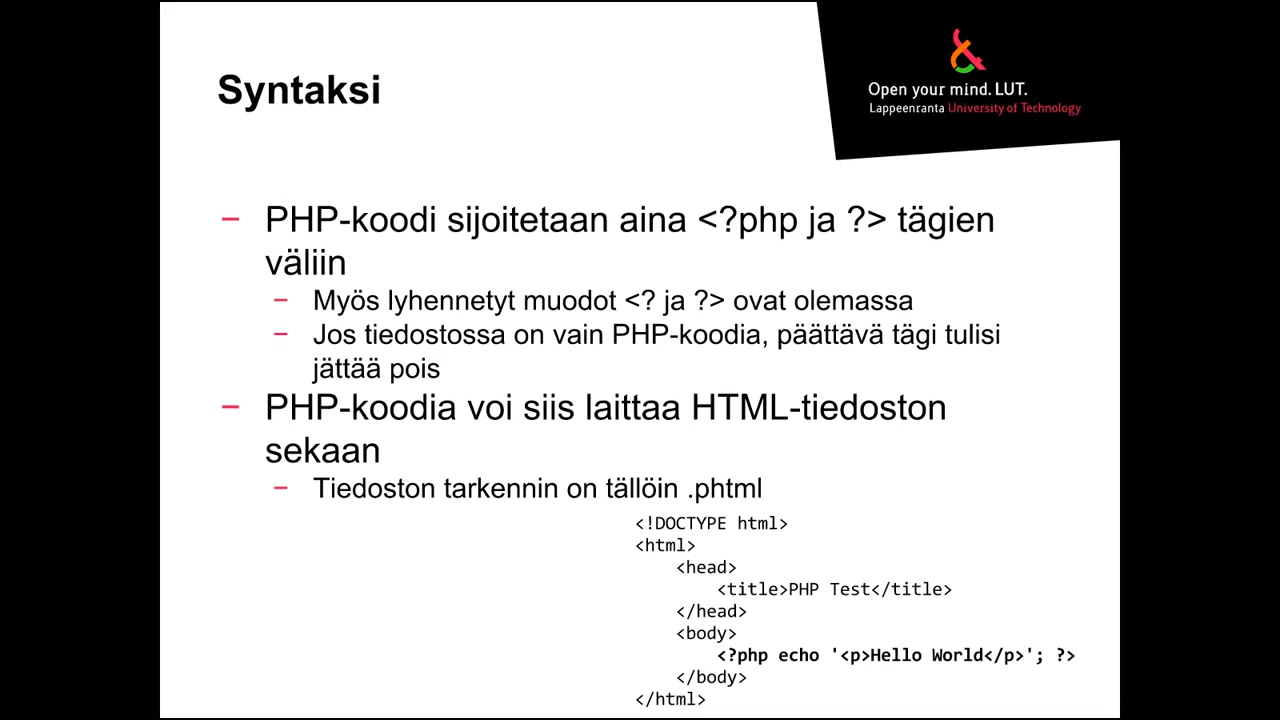 Syntaksi
Open your mind. LUT.
Lappeenranta University of Technology
– PHP-koodi sijoitetaan aina <?php ja ?> tägien
väliin
– Myös lyhennetyt muodot <? ja ?> ovat olemassa
– Jos tiedostossa on vain PHP-koodia, päättävä tägi tulisi
jättää pois
– PHP-koodia voi siis laittaa HTML-tiedoston
sekaan
– Tiedoston tarkennin on tällöin .phtml
<!DOCTYPE html>
<html>
    <head>
        <title>PHP Test</title>
    </head>
    <body>
        <?php echo '<p>Hello World</p>'; ?>
    </body>
</html>